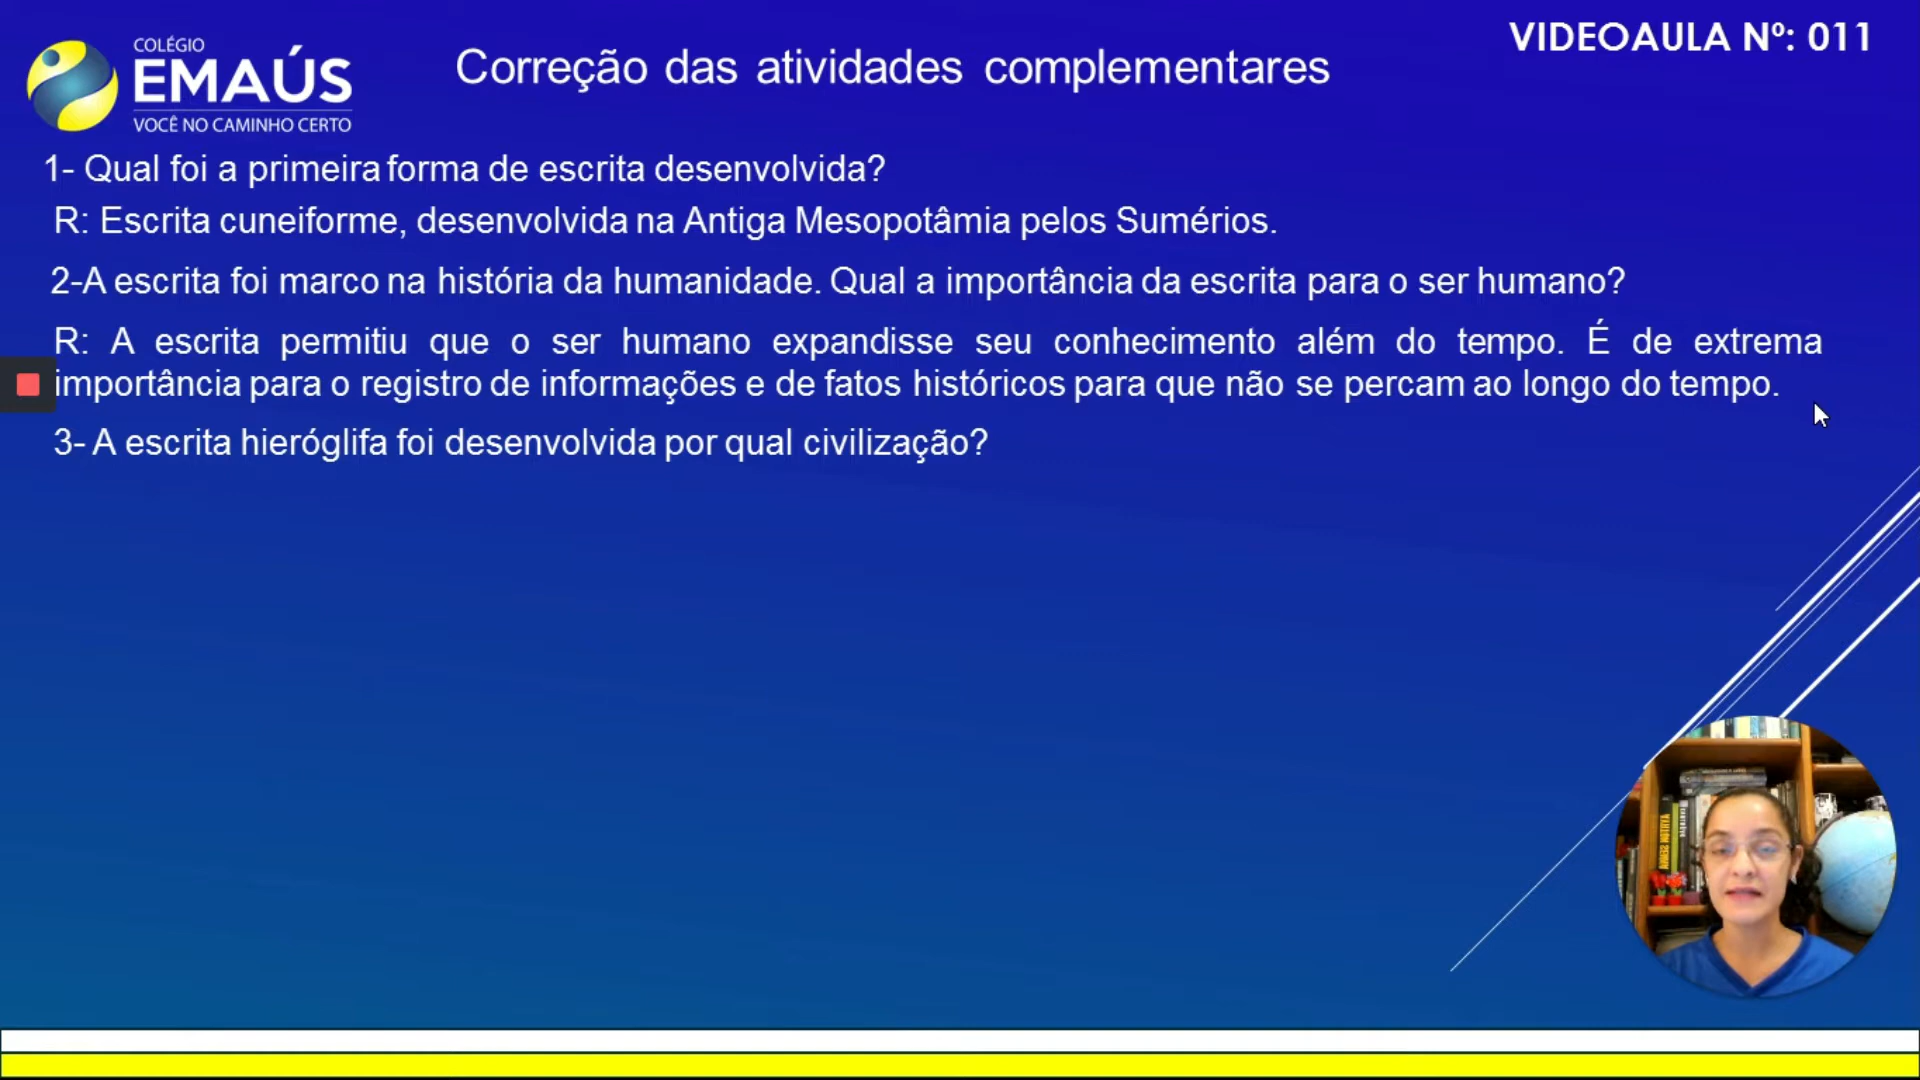 COLÉGIO
EMAÚS
VOCÊ NO CAMINHO CERTO
Correção das atividades complementares
VIDEOAULA Nº: 011
1- Qual foi a primeira forma de escrita desenvolvida?
R: Escrita cuneiforme, desenvolvida na Antiga Mesopotâmia pelos Sumérios.
2-A escrita foi marco na história da humanidade. Qual a importância da escrita para o ser humano?
R: A escrita permitiu que o ser humano expandisse seu conhecimento além do tempo. É de extrema
importância para o registro de informações e de fatos históricos para que não se percam ao longo do tempo.
3- A escrita hieróglifa foi desenvolvida por qual civilização?